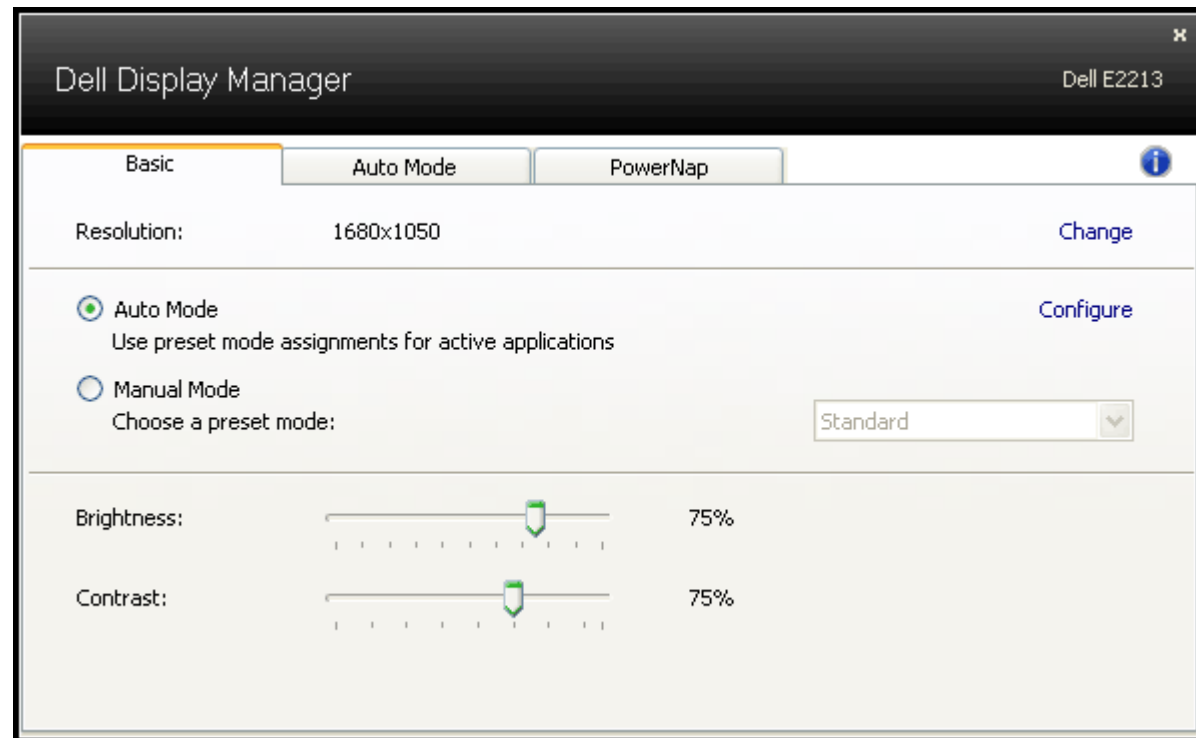 Dell Display Manager
Dell E2213
Basic
Auto Mode
PowerNap
Resolution:
1680x1050
Change
Auto Mode
Configure
Use preset mode assignments for active applications
Manual Mode
Choose a preset mode:
Standard
Brightness:
75%
Contrast:
75%